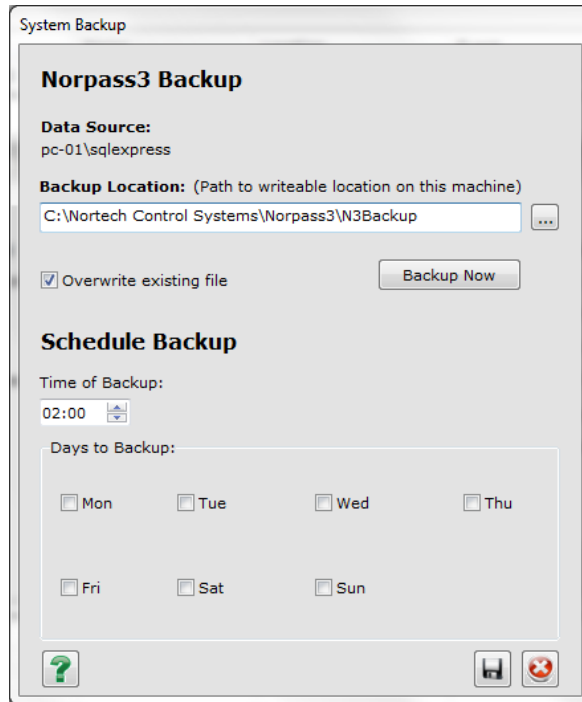 System Backup
Norpass3 Backup
Data Source:
pc-01\sqlexpress
Backup Location: (Path to writeable location on this machine)
C:\Nortech Control Systems\Norpass3\N3Backup
...
Overwrite existing file
Backup Now
Schedule Backup
Time of Backup:
02:00
Days to Backup:
Mon Tue Wed Thu
Fri Sat Sun
?